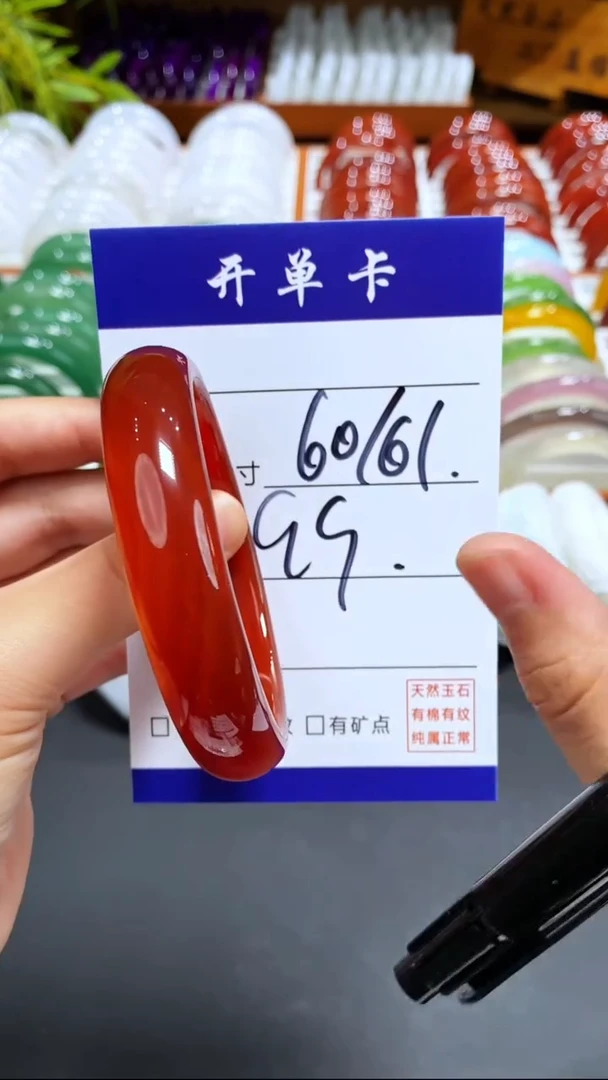 开单卡
寸 60/61.
99.
□ □有矿点
天然玉石
有棉有纹
纯属正常